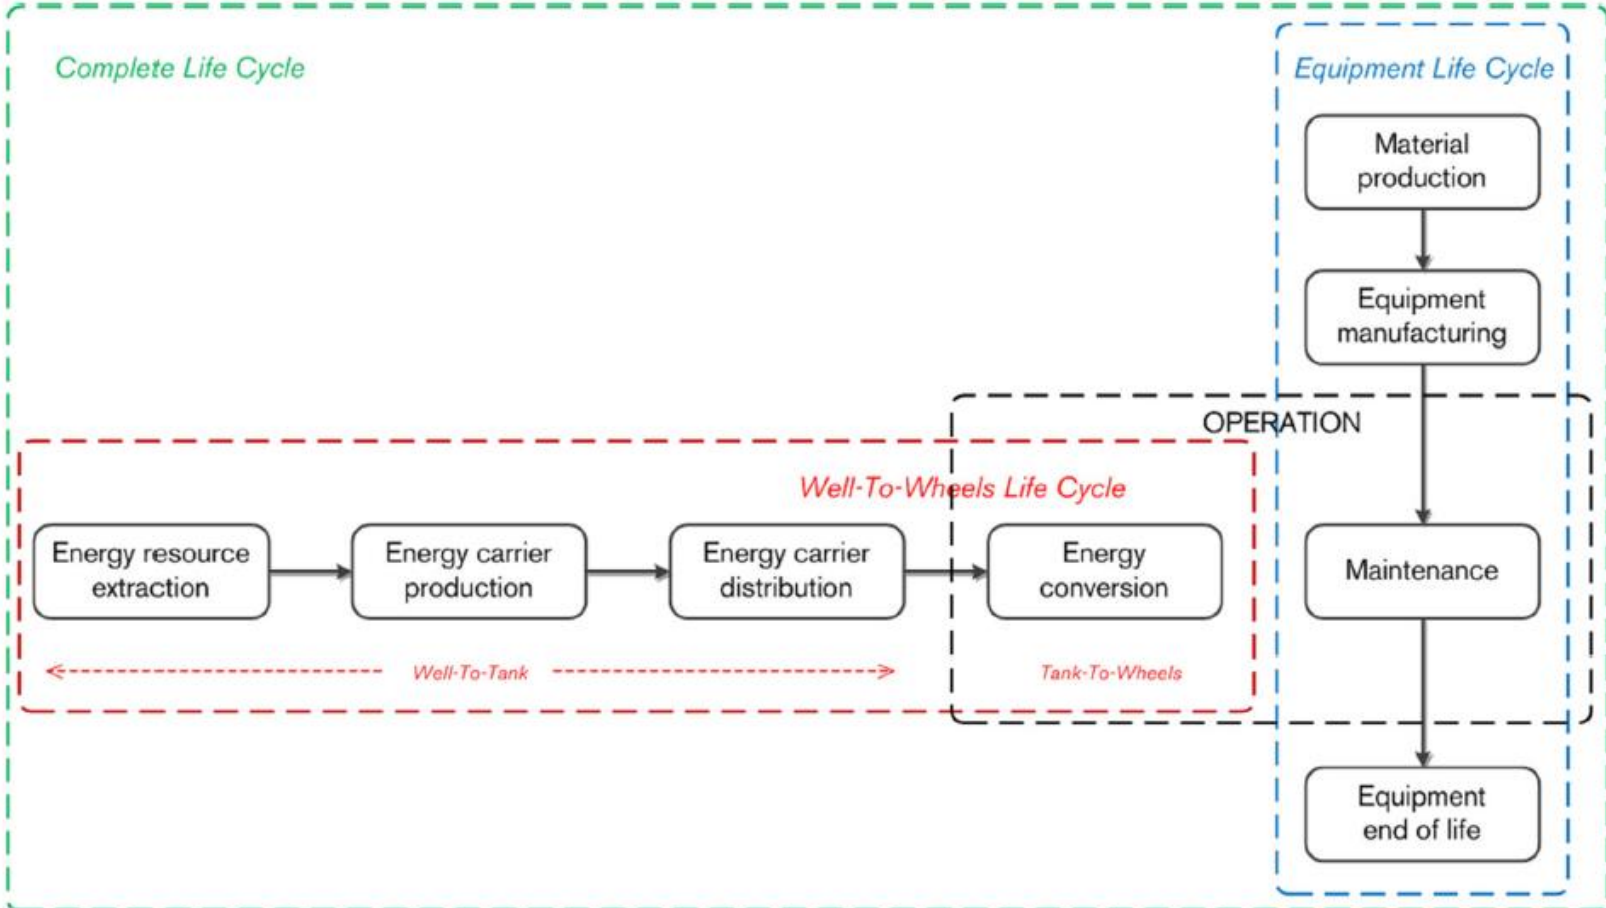 Complete Life Cycle
Equipment Life Cycle
Material
production
Equipment
manufacturing
OPERATION
Well-To-Wheels Life Cycle
Energy resource
extraction
Energy carrier
production
Energy carrier
distribution
Energy
conversion
Maintenance
Well-To-Tank
Tank-To-Wheels
Equipment
end of life